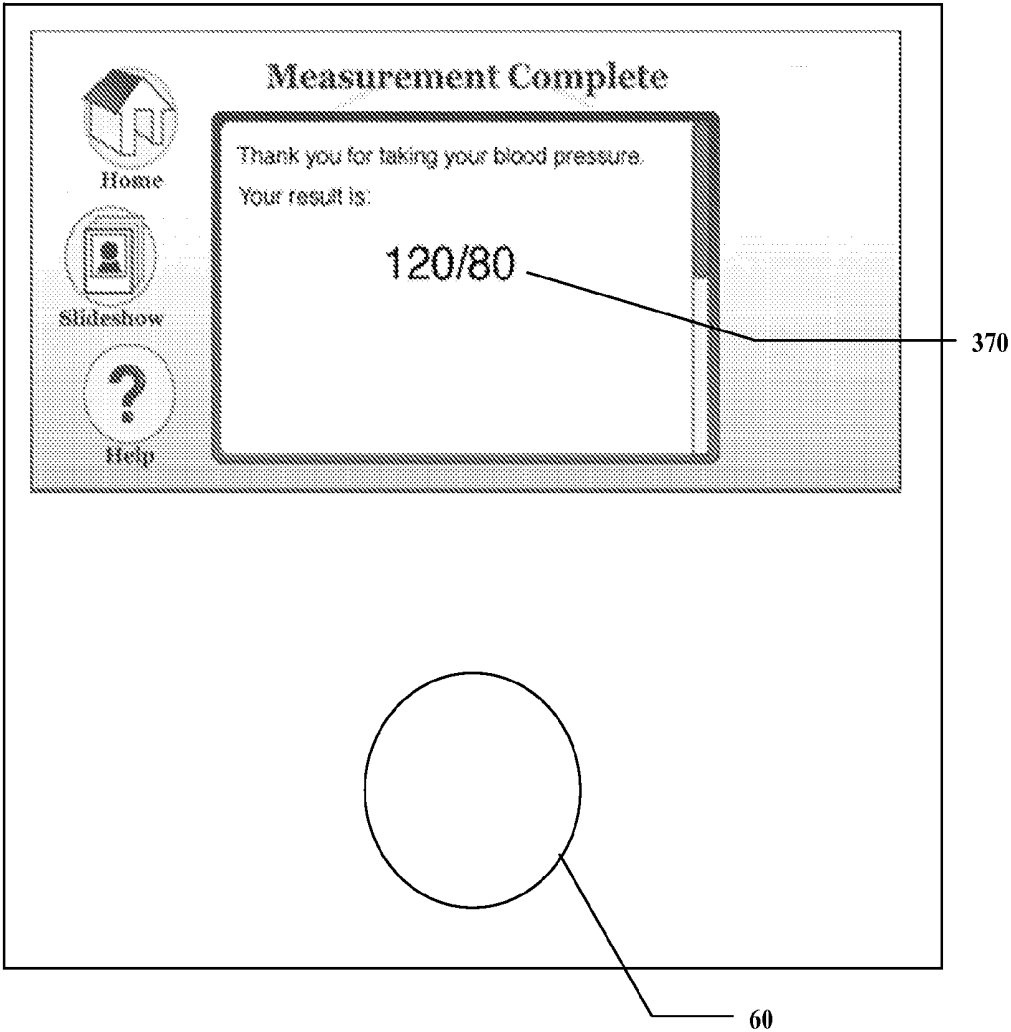 Measurement Complete
Home
Thank you for taking your blood pressure.
Your result is:
120/80
Slideshow
370
?
Help
60